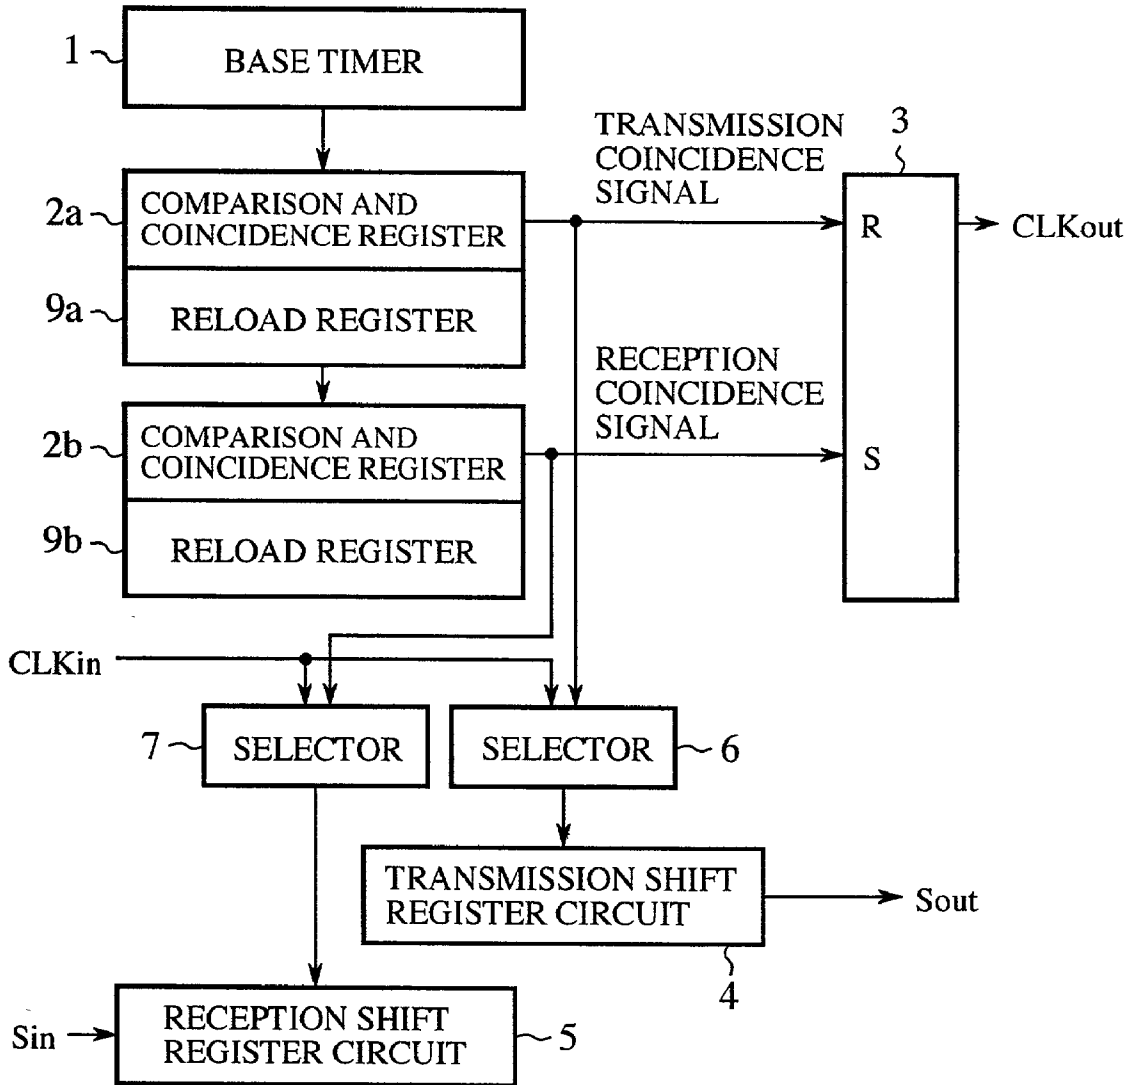 1
BASE TIMER
TRANSMISSION
COINCIDENCE
SIGNAL
3
2a
COMPARISON AND
COINCIDENCE REGISTER
R
CLKout
9a
RELOAD REGISTER
RECEPTION
COINCIDENCE
SIGNAL
2b
COMPARISON AND
COINCIDENCE REGISTER
S
9b
RELOAD REGISTER
CLKin
7
SELECTOR
SELECTOR
6
TRANSMISSION SHIFT
REGISTER CIRCUIT
Sout
4
Sin
RECEPTION SHIFT
REGISTER CIRCUIT
5